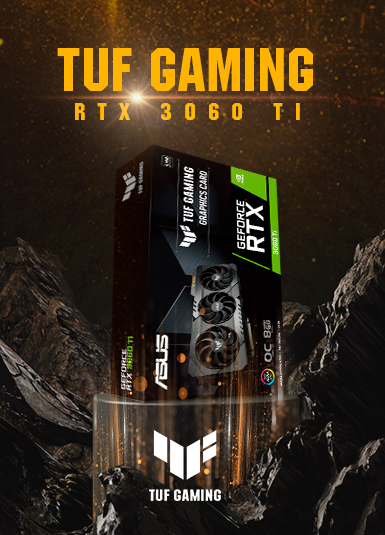 TUF GAMING
RTX 3060 TI
TUF GAMING
GRAPHICS CARD
GEFORCE
RTX
3060 Ti
ASUS
GEFORCE
RTX 3060 Ti
OC 8GB
TUF GAMING